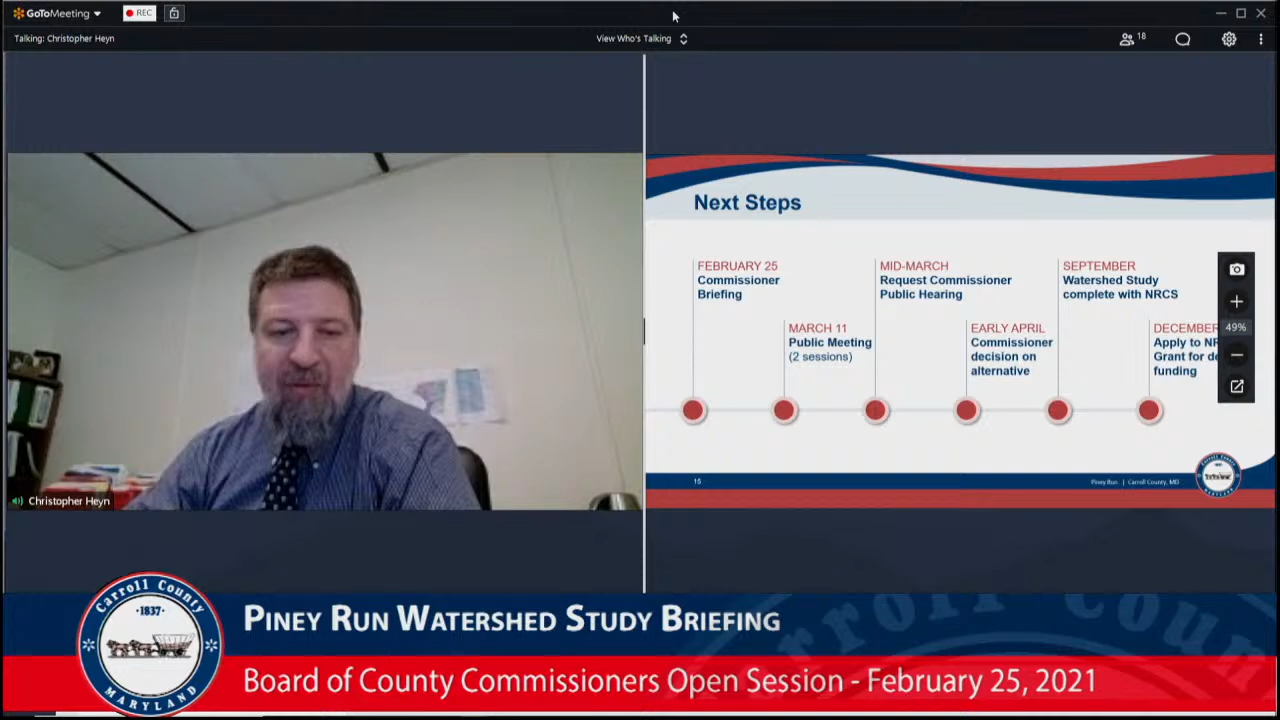 GoToMeeting
REC
Talking: Christopher Heyn
View Who's Talking
18
Christopher Heyn
Next Steps
FEBRUARY 25
Commissioner
Briefing
MARCH 11
Public Meeting
(2 sessions)
MID-MARCH
Request Commissioner
Public Hearing
EARLY APRIL
Commissioner
decision on
alternative
SEPTEMBER
Watershed Study
complete with NRCS
DECEMBER
Apply to NR
Grant for de
funding
49%
15
Piney Run | Carroll County, MD
Carroll County
·1837·
MARYLAND
PINEY RUN WATERSHED STUDY BRIEFING
Board of County Commissioners Open Session - February 25, 2021